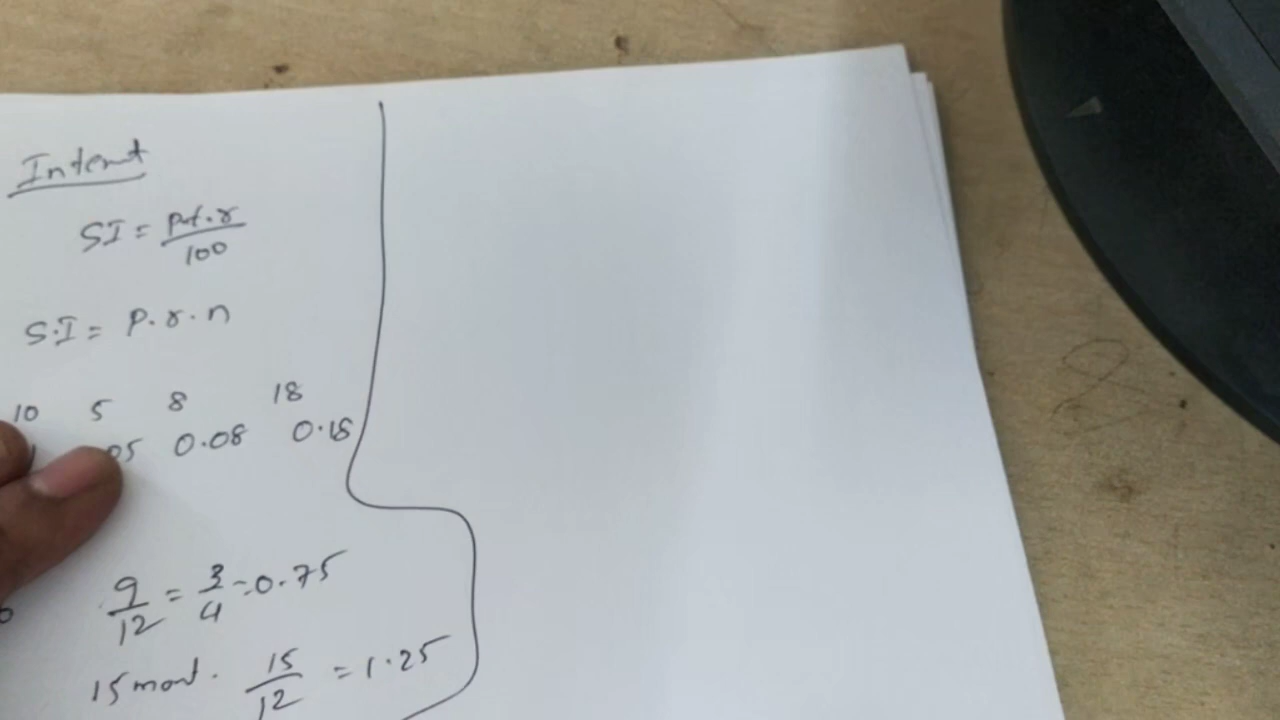 Interest
SI = p.t.r / 100
S.I = p.r.n
10 5 8 18
05 0.08 0.18
9/12 = 3/4 = 0.75
15 mont. 15/12 = 1.25